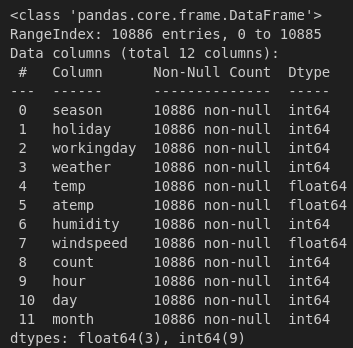 <class 'pandas.core.frame.DataFrame'>
RangeIndex: 10886 entries, 0 to 10885
Data columns (total 12 columns):
 #   Column      Non-Null Count  Dtype
---  ------      --------------  -----
 0   season      10886 non-null  int64
 1   holiday     10886 non-null  int64
 2   workingday  10886 non-null  int64
 3   weather     10886 non-null  int64
 4   temp        10886 non-null  float64
 5   atemp       10886 non-null  float64
 6   humidity    10886 non-null  int64
 7   windspeed   10886 non-null  float64
 8   count       10886 non-null  int64
 9   hour        10886 non-null  int64
 10  day         10886 non-null  int64
 11  month       10886 non-null  int64
dtypes: float64(3), int64(9)